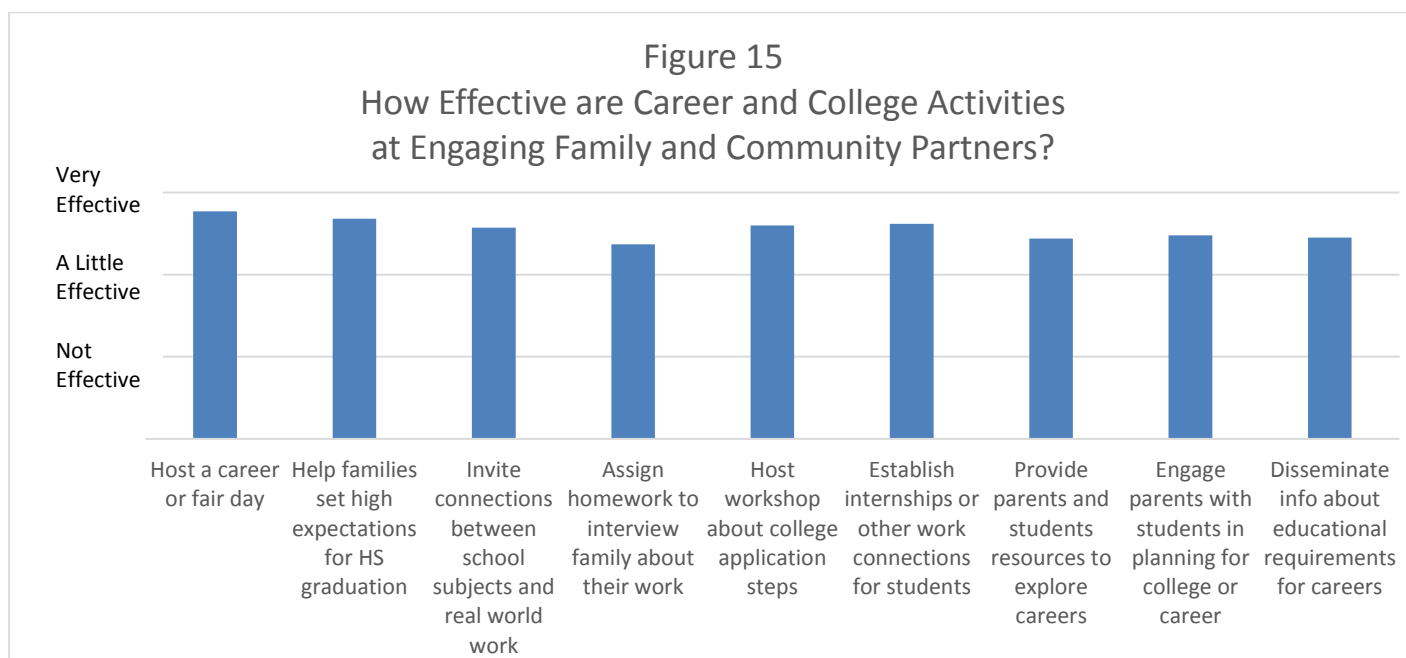 Figure 15
How Effective are Career and College Activities
at Engaging Family and Community Partners?
Very
Effective
A Little
Effective
Not
Effective
Host a career
or fair day
Help families
set high
expectations
for HS
graduation
Invite
connections
between
school
subjects and
real world
work
Assign
homework to
interview
family about
their work
Host
workshop
about college
application
steps
Establish
internships or
other work
connections
for students
Provide
parents and
students
resources to
explore
careers
Engage
parents with
students in
planning for
college or
career
Disseminate
info about
educational
requirements
for careers